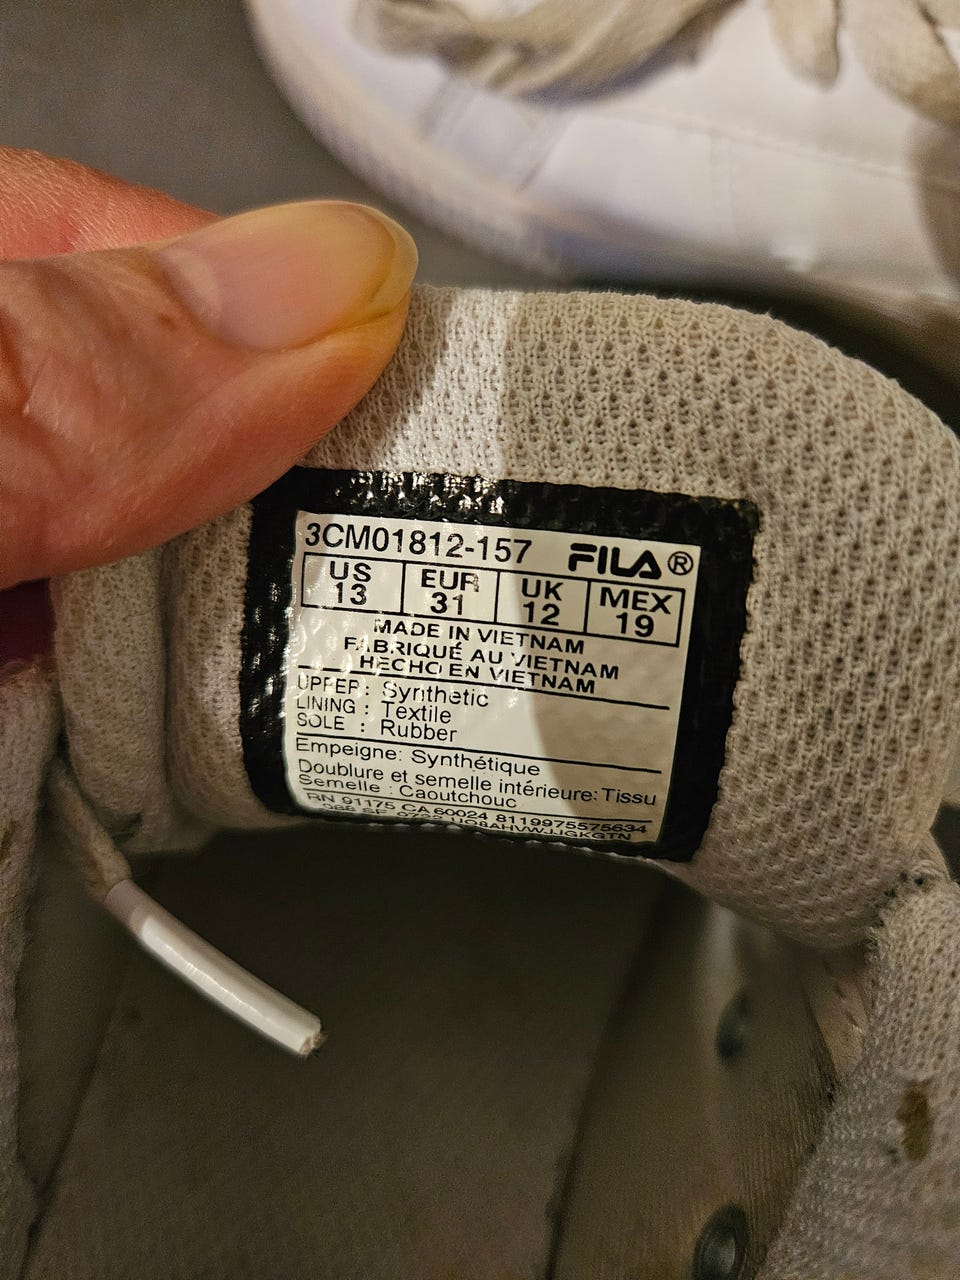 3CM01812-157 FILA®
US EUR UK MEX
13 31 12 19
MADE IN VIETNAM
FABRIQUÉ AU VIETNAM
HECHO EN VIETNAM
UPPER : Synthetic
LINING : Textile
SOLE : Rubber
Empeigne: Synthétique
Doublure et semelle intérieure: Tissu
Semelle : Caoutchouc
RN 91175 CA 60024 8119975575634